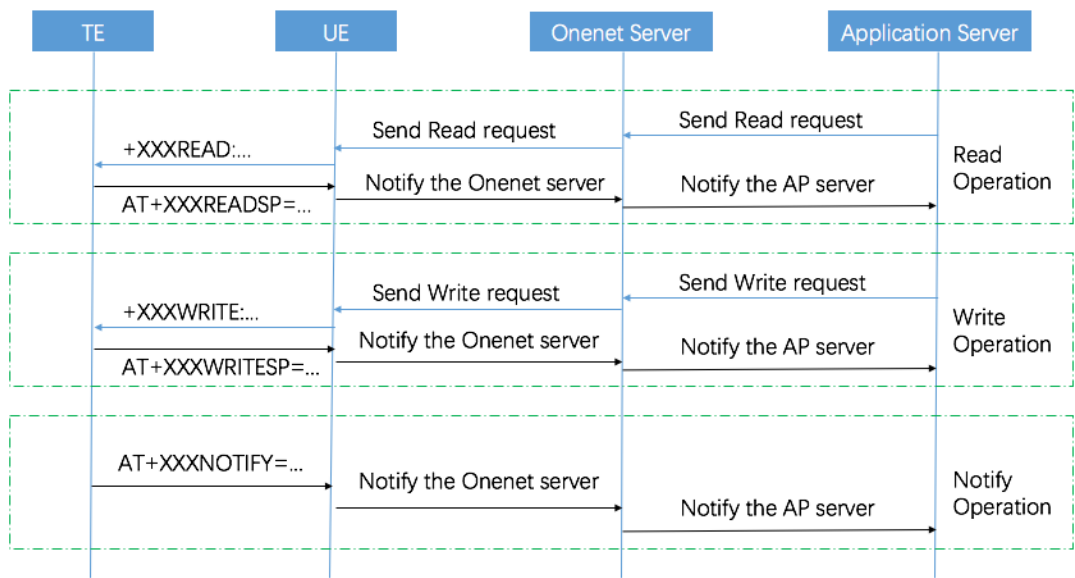 TE
UE
Onenet Server
Application Server
Send Read request
Send Read request
+XXXREAD:...
Read
Operation
Notify the Onenet server
Notify the AP server
AT+XXXREADSP=...
Send Write request
Send Write request
+XXXWRITE:...
Write
Operation
Notify the Onenet server
Notify the AP server
AT+XXXWRITESP=...
AT+XXXNOTIFY=...
Notify the Onenet server
Notify
Operation
Notify the AP server